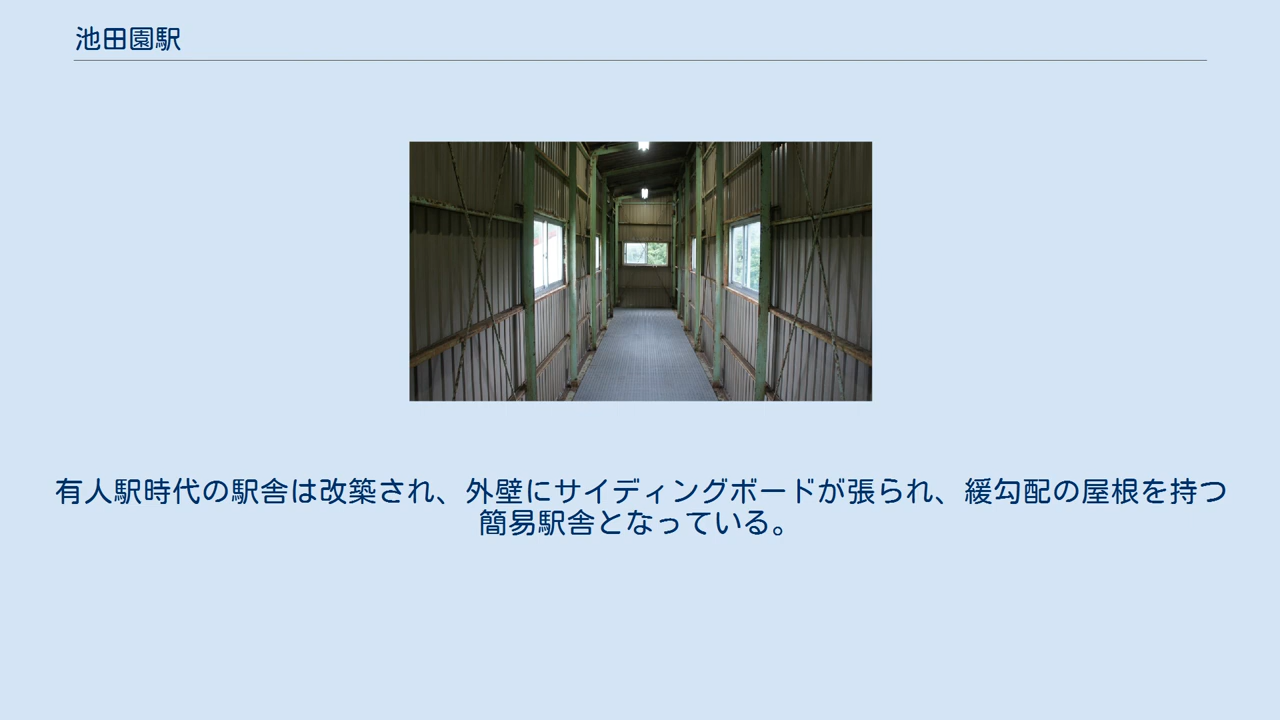 池田園駅
有人駅時代の駅舎は改築され、外壁にサイディングボードが張られ、緩勾配の屋根を持つ
簡易駅舎となっている。